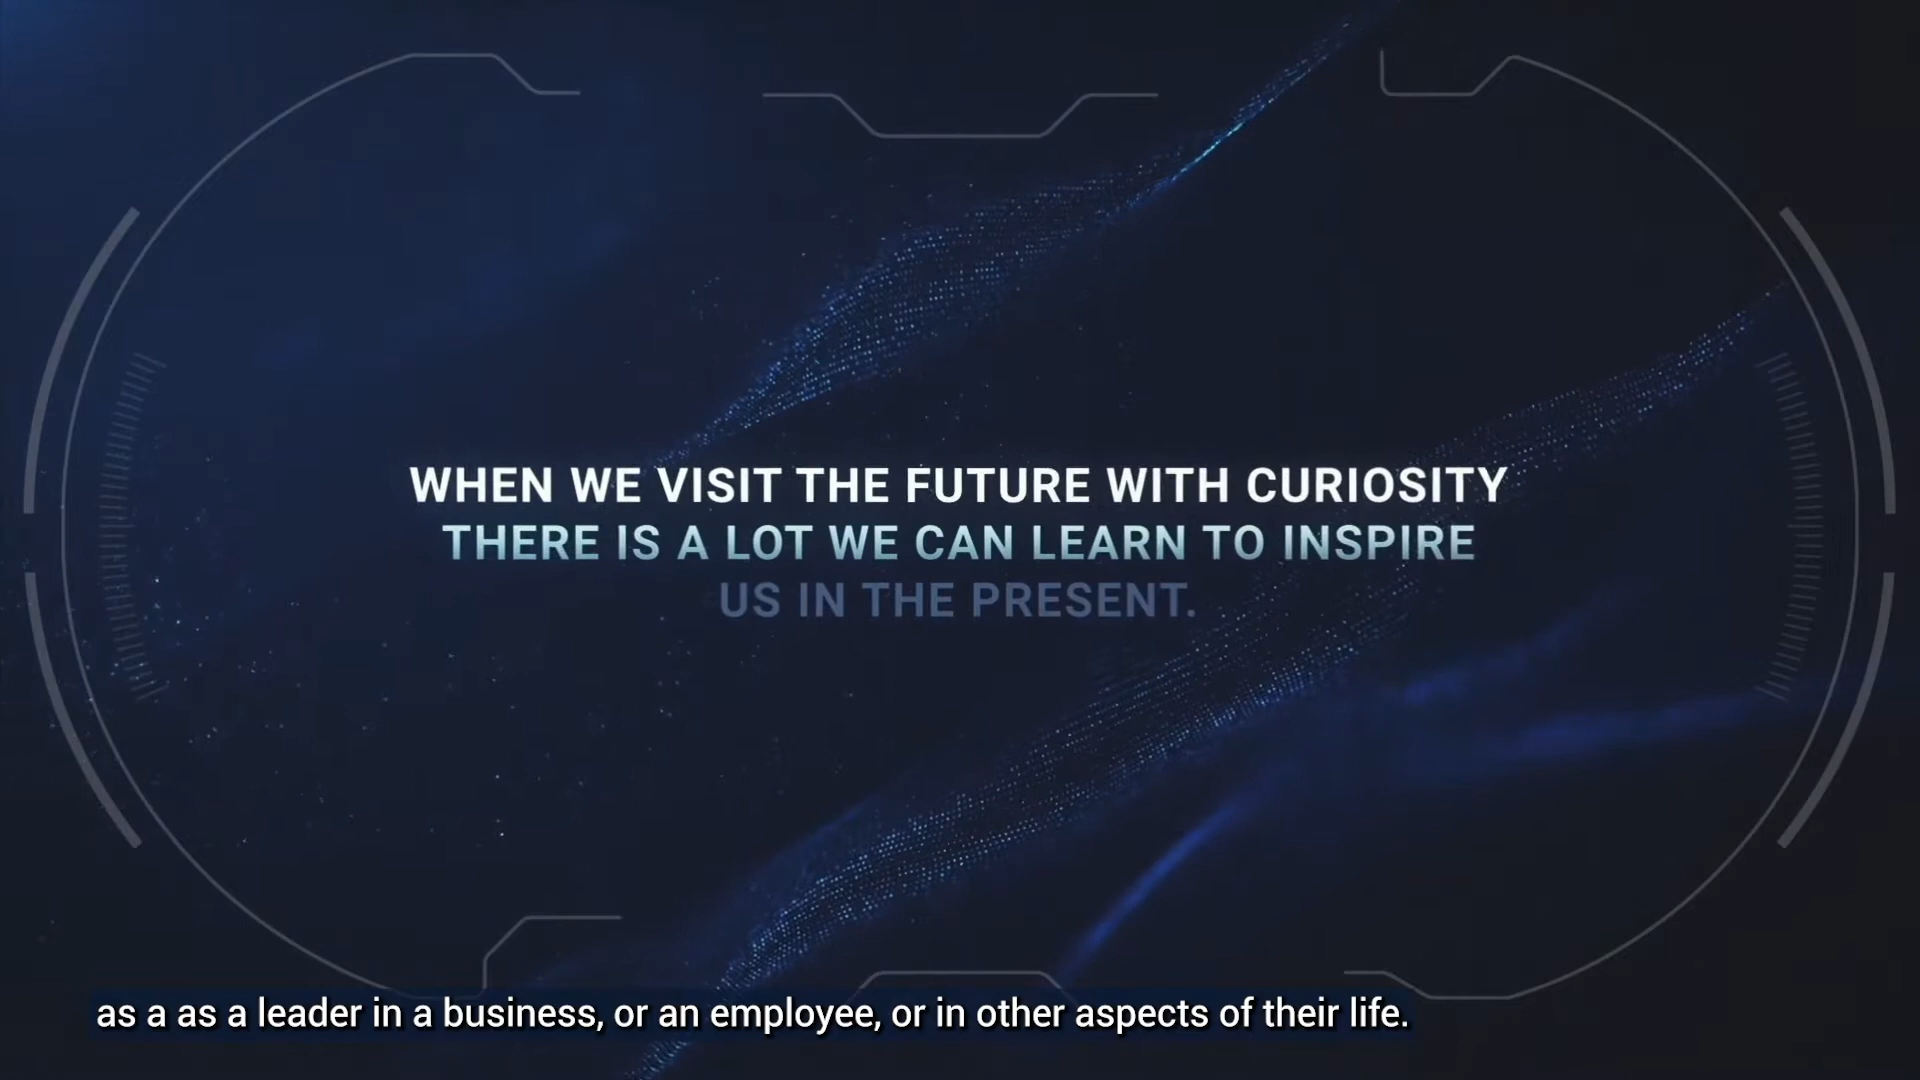 WHEN WE VISIT THE FUTURE WITH CURIOSITY
THERE IS A LOT WE CAN LEARN TO INSPIRE
US IN THE PRESENT.
as a as a leader in a business, or an employee, or in other aspects of their life.